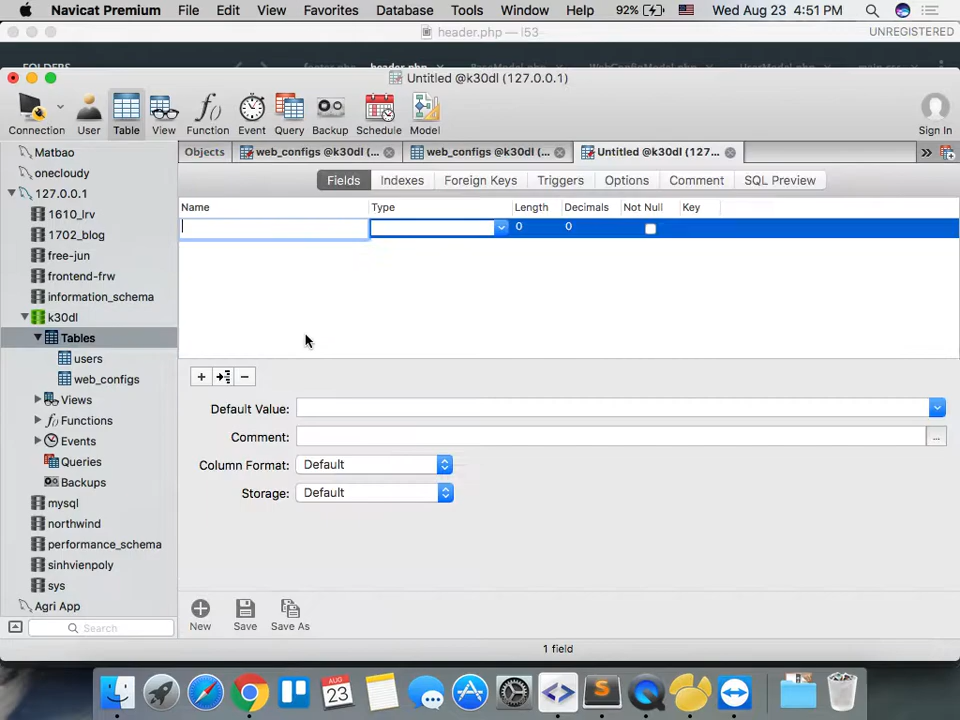 Navicat Premium File Edit View Favorites Database Tools Window Help 92% Wed Aug 23 4:51 PM
header.php — i53 UNREGISTERED
FOLDERS header.php
Untitled @k30dl (127.0.0.1)
Connection User Table View Function Event Query Backup Schedule Model Sign In
Objects web_configs @k30dl (... web_configs @k30dl (... Untitled @k30dl (127...
Matbao
onecloudy
127.0.0.1
1610_lrv
1702_blog
free-jun
frontend-frw
information_schema
k30dl
Tables
users
web_configs
Views
Functions
Events
Queries
Backups
mysql
northwind
performance_schema
sinhvienpoly
sys
Agri App
Search
Fields Indexes Foreign Keys Triggers Options Comment SQL Preview
Name Type Length Decimals Not Null Key
0 0
Default Value:
Comment: ...
Column Format: Default
Storage: Default
New Save Save As
1 field
AUG
23